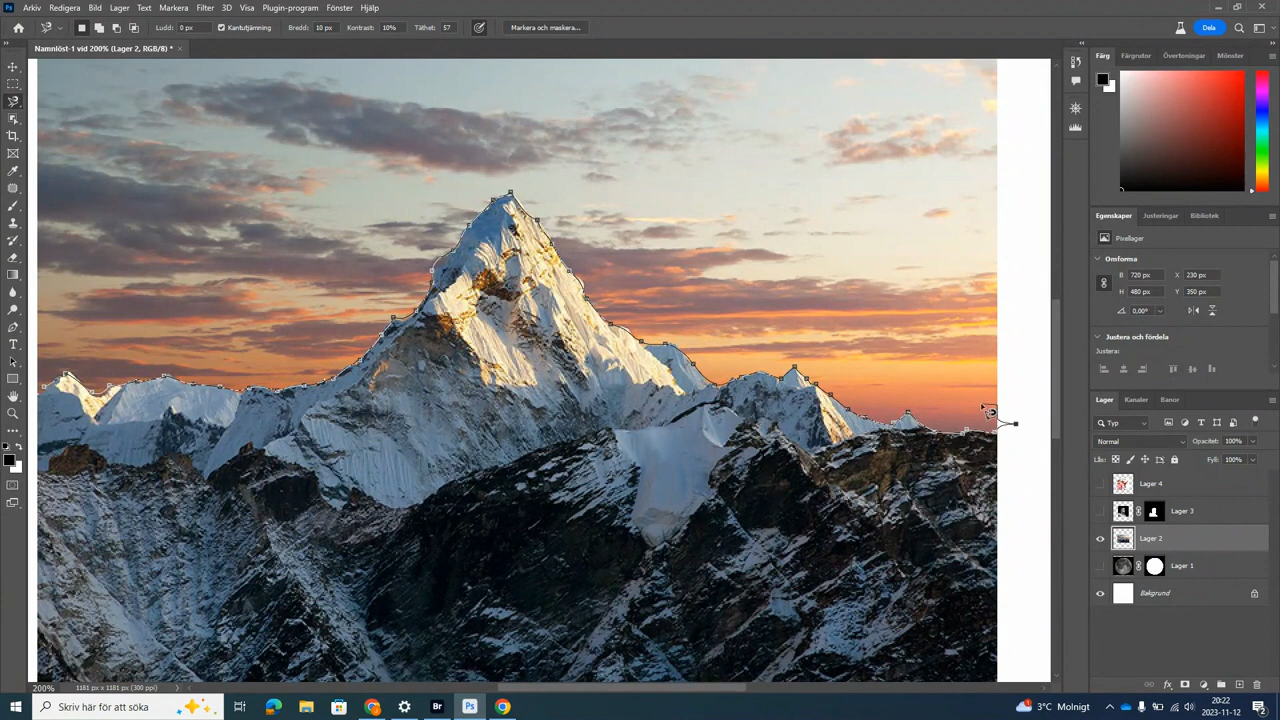 Arkiv Redigera Bild Lager Text Markera Filter 3D Visa Plugin-program Fönster Hjälp
Ludd: 0 px Kantutjämning Bredd: 10 px Kontrast: 10% Täthet: 57 Markera och maskera... Dela
Namnlöst-1 vid 200% (Lager 2, RGB/8) * ×
Färg Färgrutor Övertoningar Mönster
Egenskaper Justeringar Bibliotek
Pixellager
Omforma
B 720 px X 230 px
H 480 px Y 350 px
0,00°
Justera och fördela
Justera:
Lager Kanaler Banor
Typ
Normal Opacitet: 100%
Lås: Fyll: 100%
Lager 4
Lager 3
Lager 2
Lager 1
Bakgrund
200% 1181 px x 1181 px (300 ppi)
Skriv här för att söka
Br Ps
3°C Molnigt
20:22
2023-11-12
2